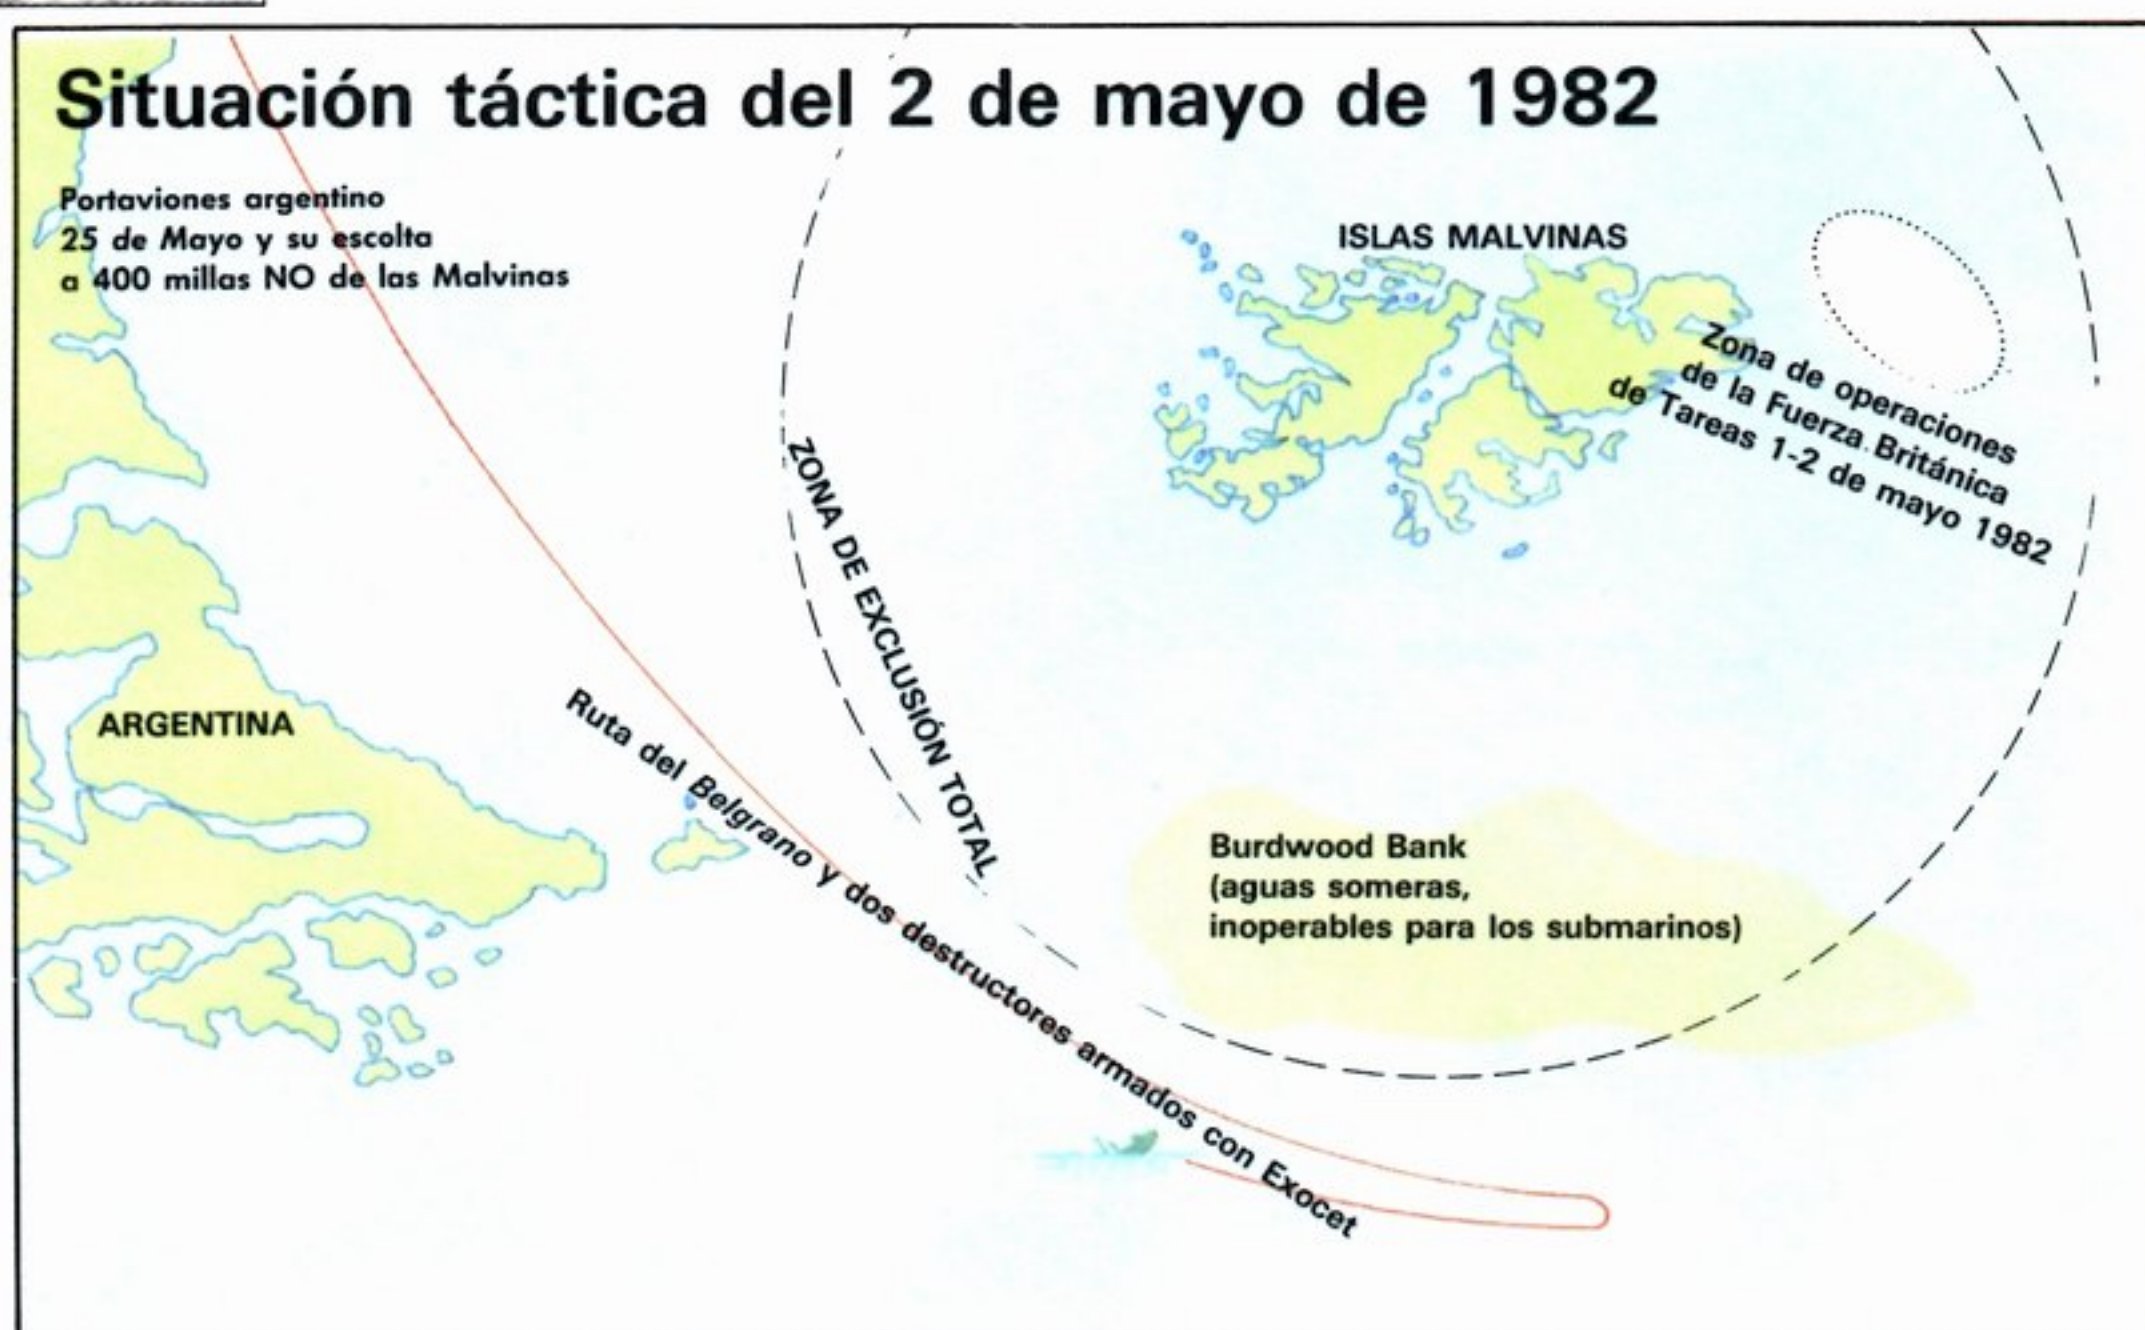 Situación táctica del 2 de mayo de 1982
Portaviones argentino
25 de Mayo y su escolta
a 400 millas NO de las Malvinas
ISLAS MALVINAS
Zona de operaciones
de la Fuerza Británica
de Tareas 1-2 de mayo 1982
ZONA DE EXCLUSIÓN TOTAL
ARGENTINA
Ruta del Belgrano y dos destructores armados con Exocet
Burdwood Bank
(aguas someras,
inoperables para los submarinos)